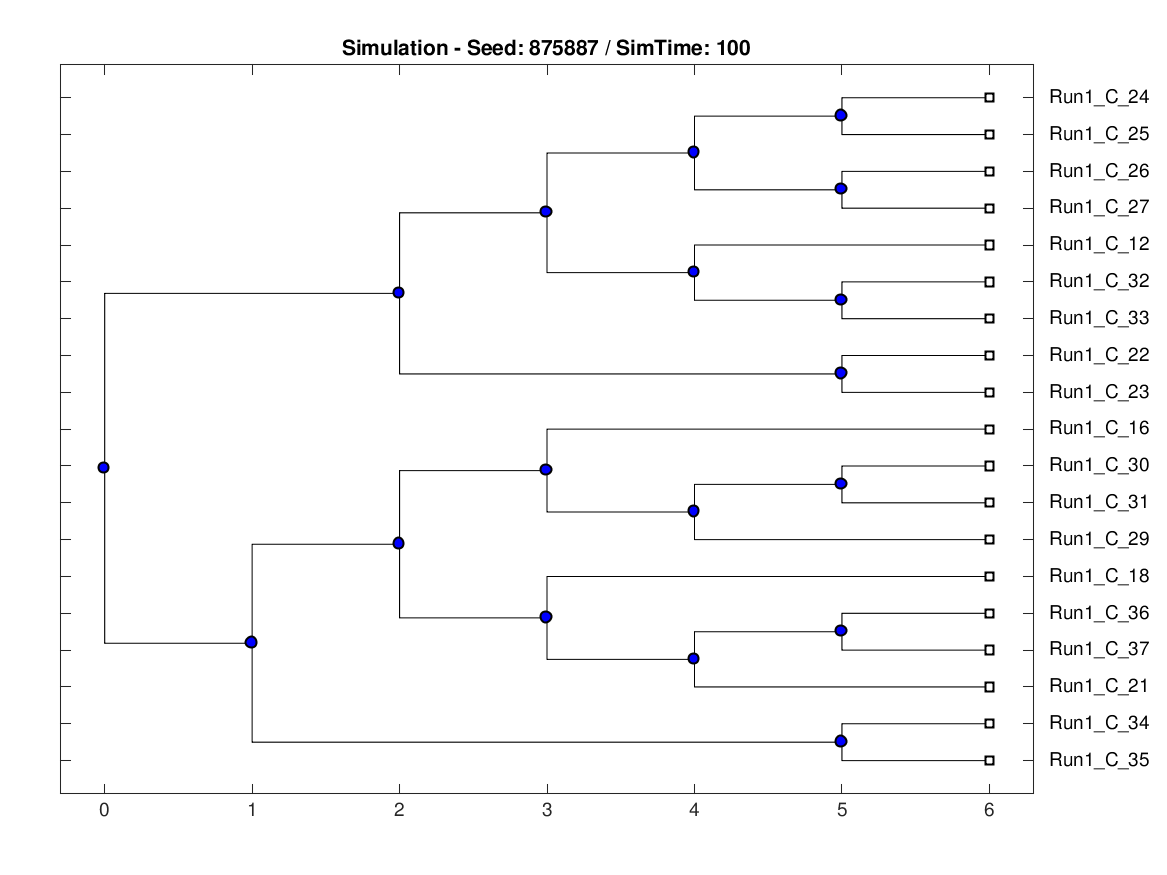 Simulation - Seed: 875887 / SimTime: 100
Run1_C_24
Run1_C_25
Run1_C_26
Run1_C_27
Run1_C_12
Run1_C_32
Run1_C_33
Run1_C_22
Run1_C_23
Run1_C_16
Run1_C_30
Run1_C_31
Run1_C_29
Run1_C_18
Run1_C_36
Run1_C_37
Run1_C_21
Run1_C_34
Run1_C_35
0 1 2 3 4 5 6